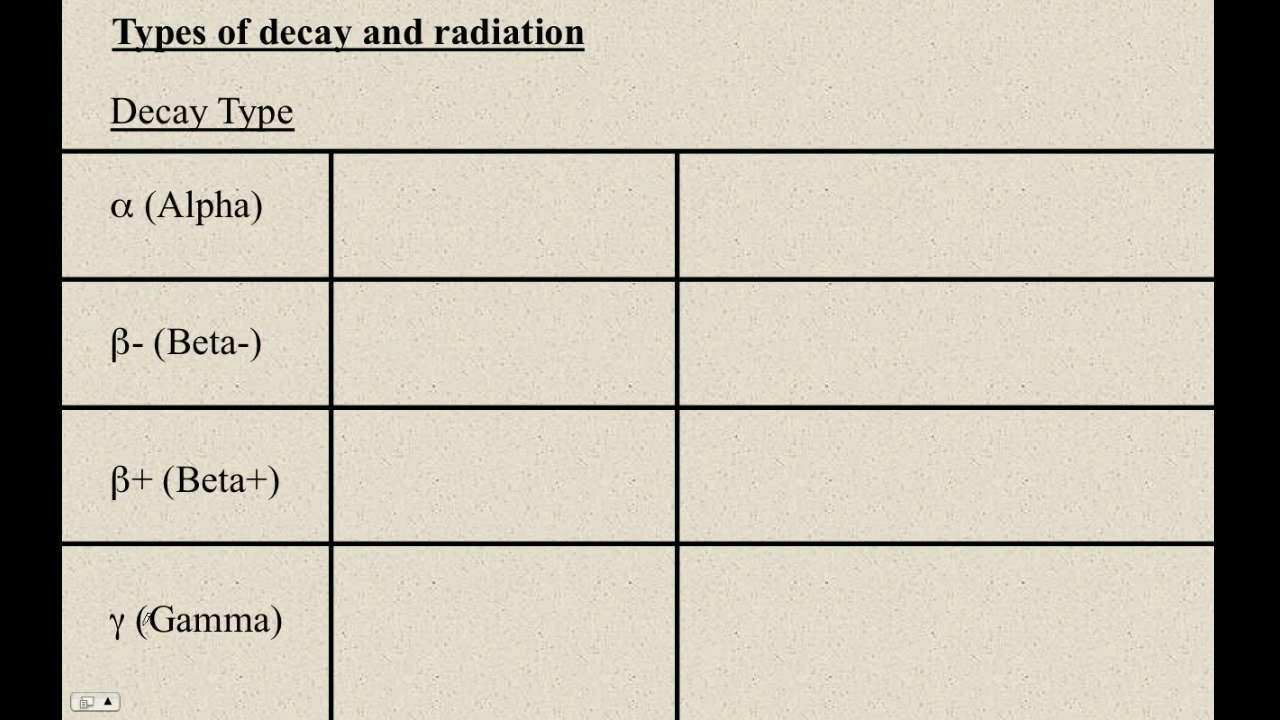 Types of decay and radiation
Decay Type
α (Alpha)
β- (Beta-)
β+ (Beta+)
γ (Gamma)